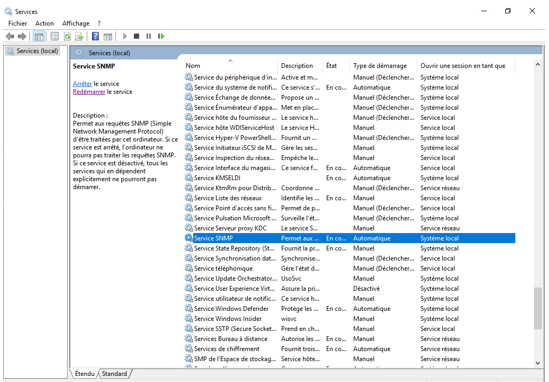 Services
Fichier Action Affichage ?
Services (local)
Services (local)
Service SNMP
Arrêter le service
Redémarrer le service
Description :
Permet aux requêtes SNMP (Simple
Network Management Protocol)
d'être traitées par cet ordinateur. Si ce
service est arrêté, l'ordinateur ne
pourra pas traiter les requêtes SNMP.
Si ce service est désactivé, tous les
services qui en dépendent
explicitement ne pourront pas
démarrer.
Nom Description État Type de démarrage Ouvrir une session en tant que
Service du périphérique d'in... Active et m... Manuel (Déclencher... Système local
Service du système de notifi... Ce service s'... En co... Automatique Système local
Service Échange de donnée... Propose un ... Manuel (Déclencher... Système local
Service Énumérateur d'appa... Met en plac... Manuel (Déclencher... Système local
Service hôte du fournisseur ... Le service h... Manuel Service local
Service hôte WDIServiceHost Le service H... Manuel Service local
Service Hyper-V PowerShell... Fournit un ... Manuel (Déclencher... Système local
Service Initiateur iSCSI de M... Gère les ses... Manuel Système local
Service Inspection du résea... Empêche le... Manuel Service local
Service Interface du magasi... Ce service f... En co... Automatique Système local
Service KMSELDI En co... Automatique Système local
Service KtmRm pour Distrib... Coordonne ... Manuel (Déclencher... Service réseau
Service Liste des réseaux Identifie les ... En co... Manuel Service local
Service Point d'accès sans fi... Permet de p... Manuel (Déclencher... Système local
Service Pulsation Microsoft ... Surveille l'ét... Manuel (Déclencher... Système local
Service Serveur proxy KDC Le service S... Manuel Service réseau
Service SNMP Permet aux ... En co... Automatique Système local
Service State Repository (St... Fournit la pr... En co... Manuel Système local
Service Synchronisation dat... Synchronise... Manuel (Déclencher... Service local
Service téléphonique Gère l'état d... Manuel (Déclencher... Service local
Service Update Orchestrator... UsoSvc Manuel Système local
Service User Experience Virt... Assure la pri... Désactivé Système local
Service utilisateur de notific... Ce service h... Manuel Système local
Service Windows Defender Protège les ... En co... Automatique Système local
Service Windows Insider wisvc Manuel Système local
Service SSTP (Secure Socket... Prend en ch... Manuel Service local
Services Bureau à distance Autorise les ... En co... Manuel Service réseau
Services de chiffrement Fournit trois... En co... Automatique Service réseau
SMP de l'Espace de stockag... Service hôte... Manuel Service réseau
Étendu Standard